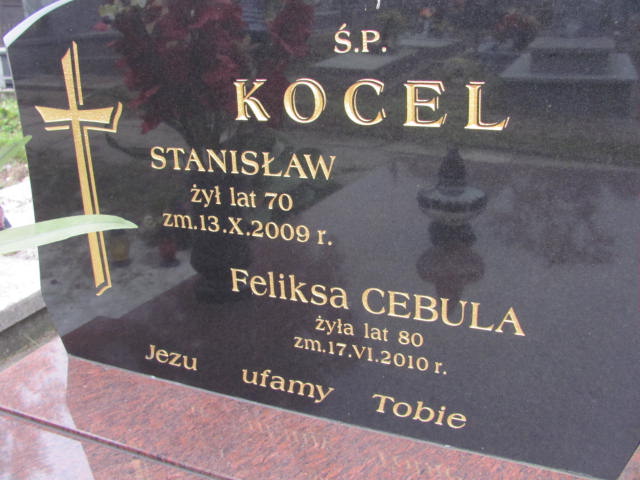 Ś.P.
KOCEL
STANISŁAW
żył lat 70
zm.13.X.2009 r.
Feliksa CEBULA
żyła lat 80
zm.17.VI.2010 r.
Jezu ufamy Tobie